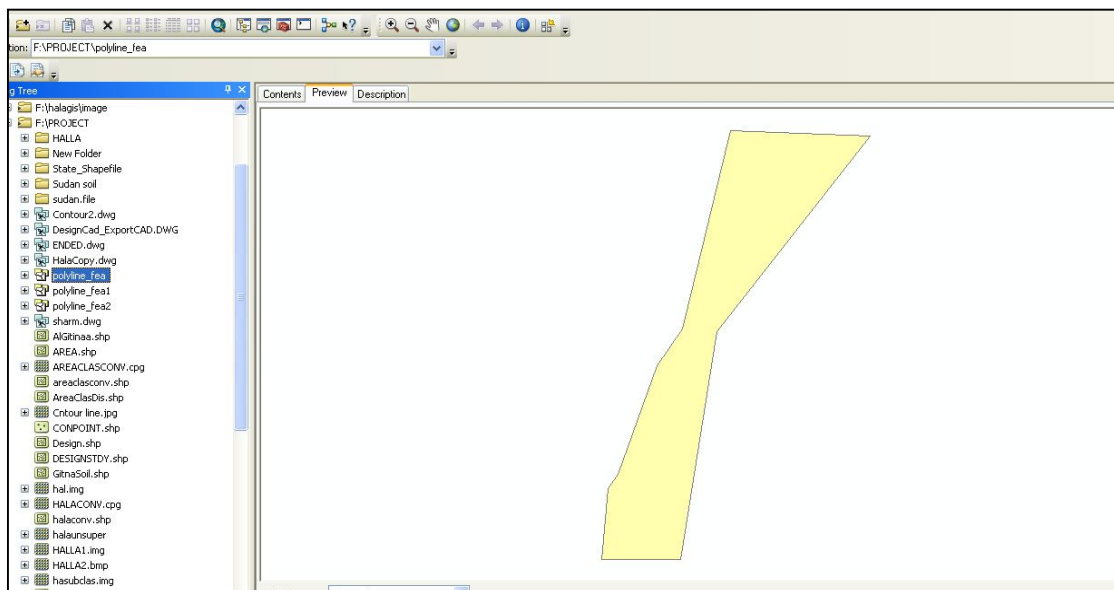 tion: F:\PROJECT\polyline_fea
g Tree
Contents Preview Description
F:\halagis\image
F:\PROJECT
HALLA
New Folder
State_Shapefile
Sudan soil
sudan.file
Contour2.dwg
DesignCad_ExportCAD.DWG
ENDED.dwg
HalaCopy.dwg
polyline_fea
polyline_fea1
polyline_fea2
sharm.dwg
AlGitinaa.shp
AREA.shp
AREACLASCONV.cpg
areaclasconv.shp
AreaClasDis.shp
Cntour line.jpg
CONPOINT.shp
Design.shp
DESIGNSTDY.shp
GitnaSoil.shp
hal.img
HALACONV.cpg
halaconv.shp
halaunsuper
HALLA1.img
HALLA2.bmp
hasubclas.img